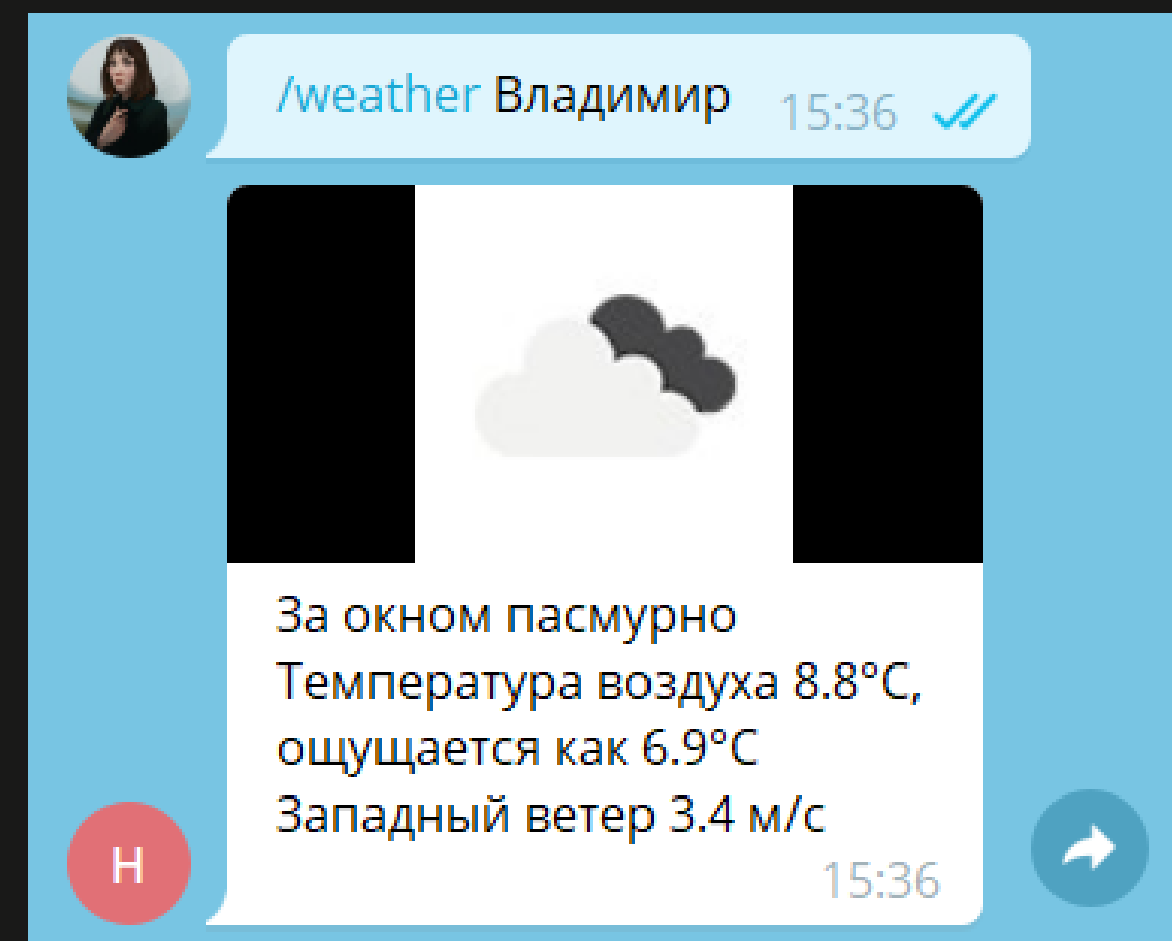 /weather Владимир 15:36
За окном пасмурно
Температура воздуха 8.8°C,
ощущается как 6.9°C
Западный ветер 3.4 м/с
15:36
Н